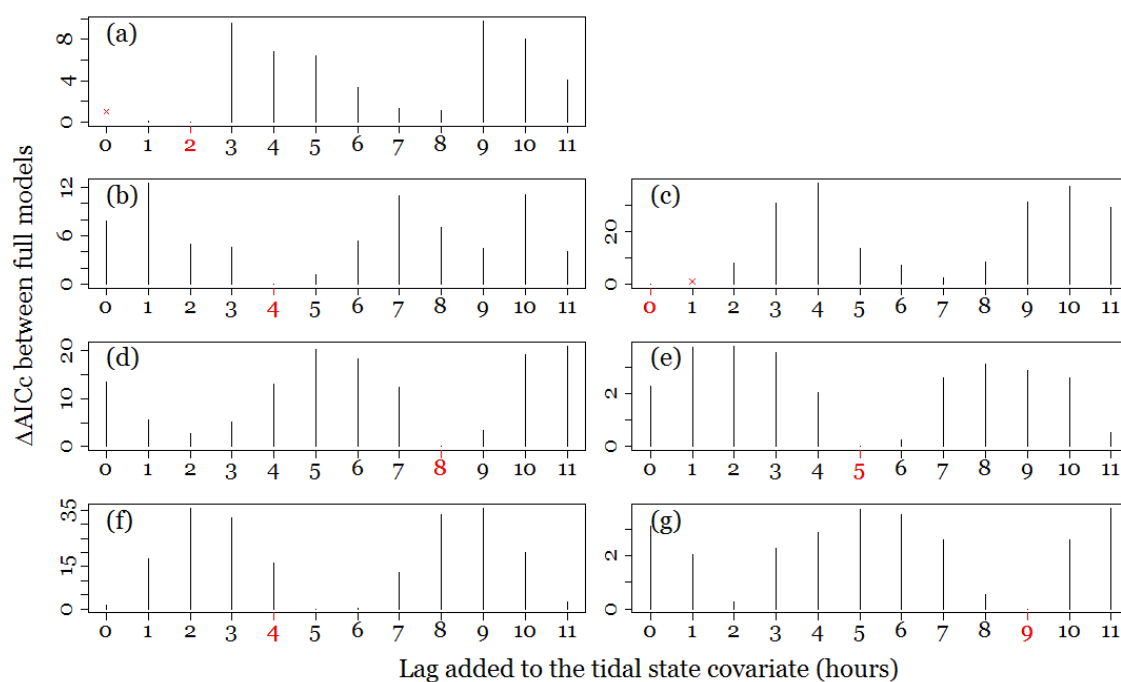 (a)
8
4
0
0 1 2 3 4 5 6 7 8 9 10 11
(b)
12
6
0
0 1 2 3 4 5 6 7 8 9 10 11
(c)
20
0
0 1 2 3 4 5 6 7 8 9 10 11
(d)
20
10
0
0 1 2 3 4 5 6 7 8 9 10 11
(e)
2
0
0 1 2 3 4 5 6 7 8 9 10 11
(f)
35
15
0
0 1 2 3 4 5 6 7 8 9 10 11
(g)
2
0
0 1 2 3 4 5 6 7 8 9 10 11
ΔAICc between full models
Lag added to the tidal state covariate (hours)